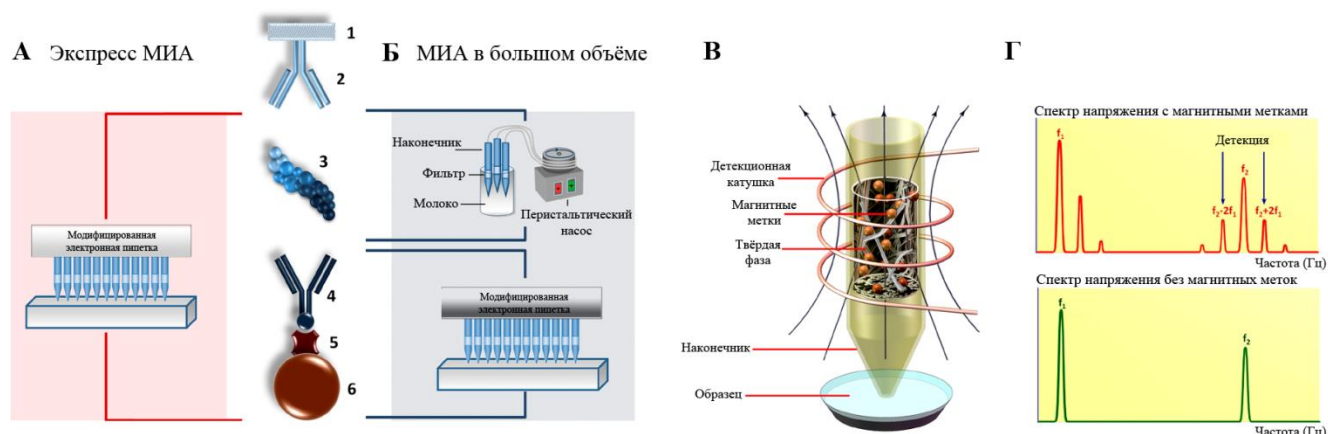 А Экспресс МИА
1
2
3
4
5
6
Модифицированная
электронная пипетка
Б МИА в большом объёме
Наконечник
Фильтр
Молоко
Перистальтический
насос
Модифицированная
электронная пипетка
В
Детекционная
катушка
Магнитные
метки
Твёрдая
фаза
Наконечник
Образец
Г
Спектр напряжения с магнитными метками
Детекция
f₁
f₂
f₂-2f₁
f₂+2f₁
Частота (Гц)
Спектр напряжения без магнитных меток
f₁
f₂
Частота (Гц)